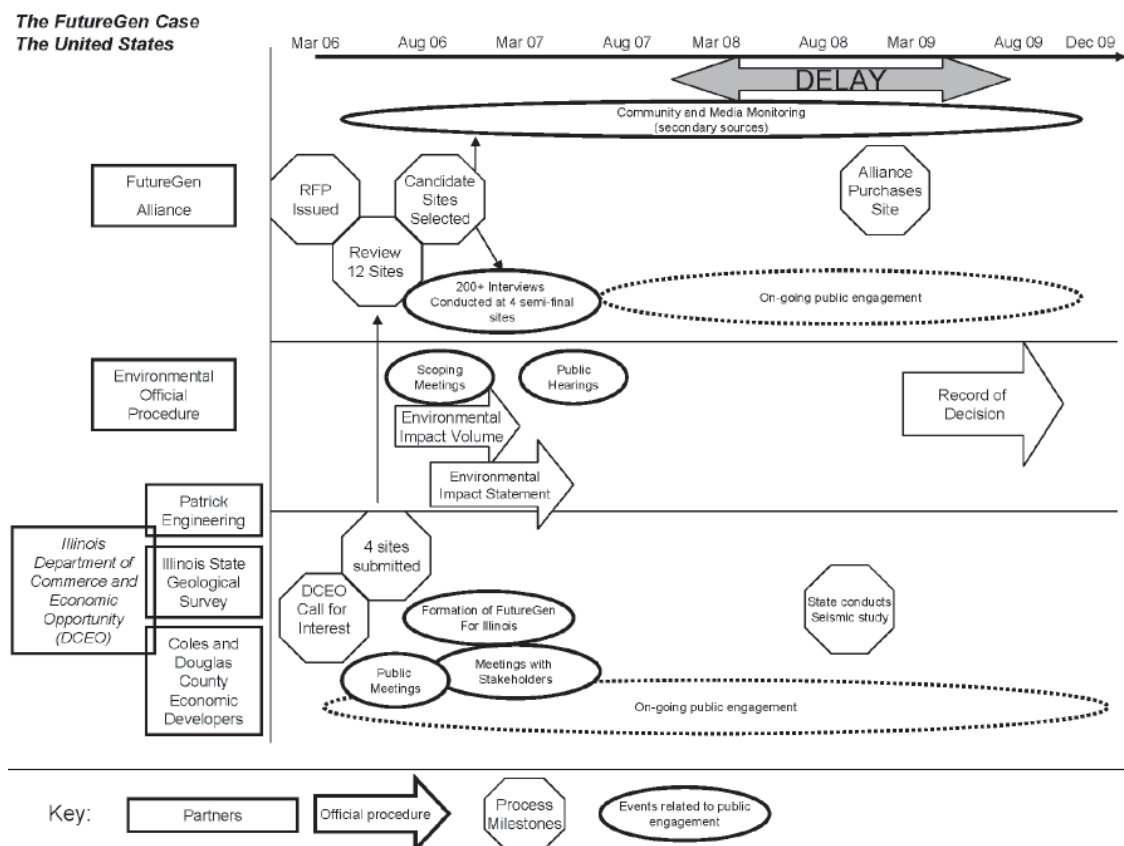 The FutureGen Case
The United States
Mar 06
Aug 06
Mar 07
Aug 07
Mar 08
Aug 08
Mar 09
Aug 09
Dec 09
DELAY
Community and Media Monitoring
(secondary sources)
FutureGen
Alliance
RFP
Issued
Candidate
Sites
Selected
Alliance
Purchases
Site
Review
12 Sites
200+ Interviews
Conducted at 4 semi-final
sites
On-going public engagement
Environmental
Official
Procedure
Scoping
Meetings
Public
Hearings
Record of
Decision
Environmental
Impact Volume
Environmental
Impact Statement
Patrick
Engineering
Illinois
Department of
Commerce and
Economic
Opportunity
(DCEO)
Illinois State
Geological
Survey
Coles and
Douglas
County
Economic
Developers
4 sites
submitted
DCEO
Call for
Interest
Formation of FutureGen
For Illinois
State conducts
Seismic study
Public
Meetings
Meetings with
Stakeholders
On-going public engagement
Key:
Partners
Official procedure
Process
Milestones
Events related to public
engagement